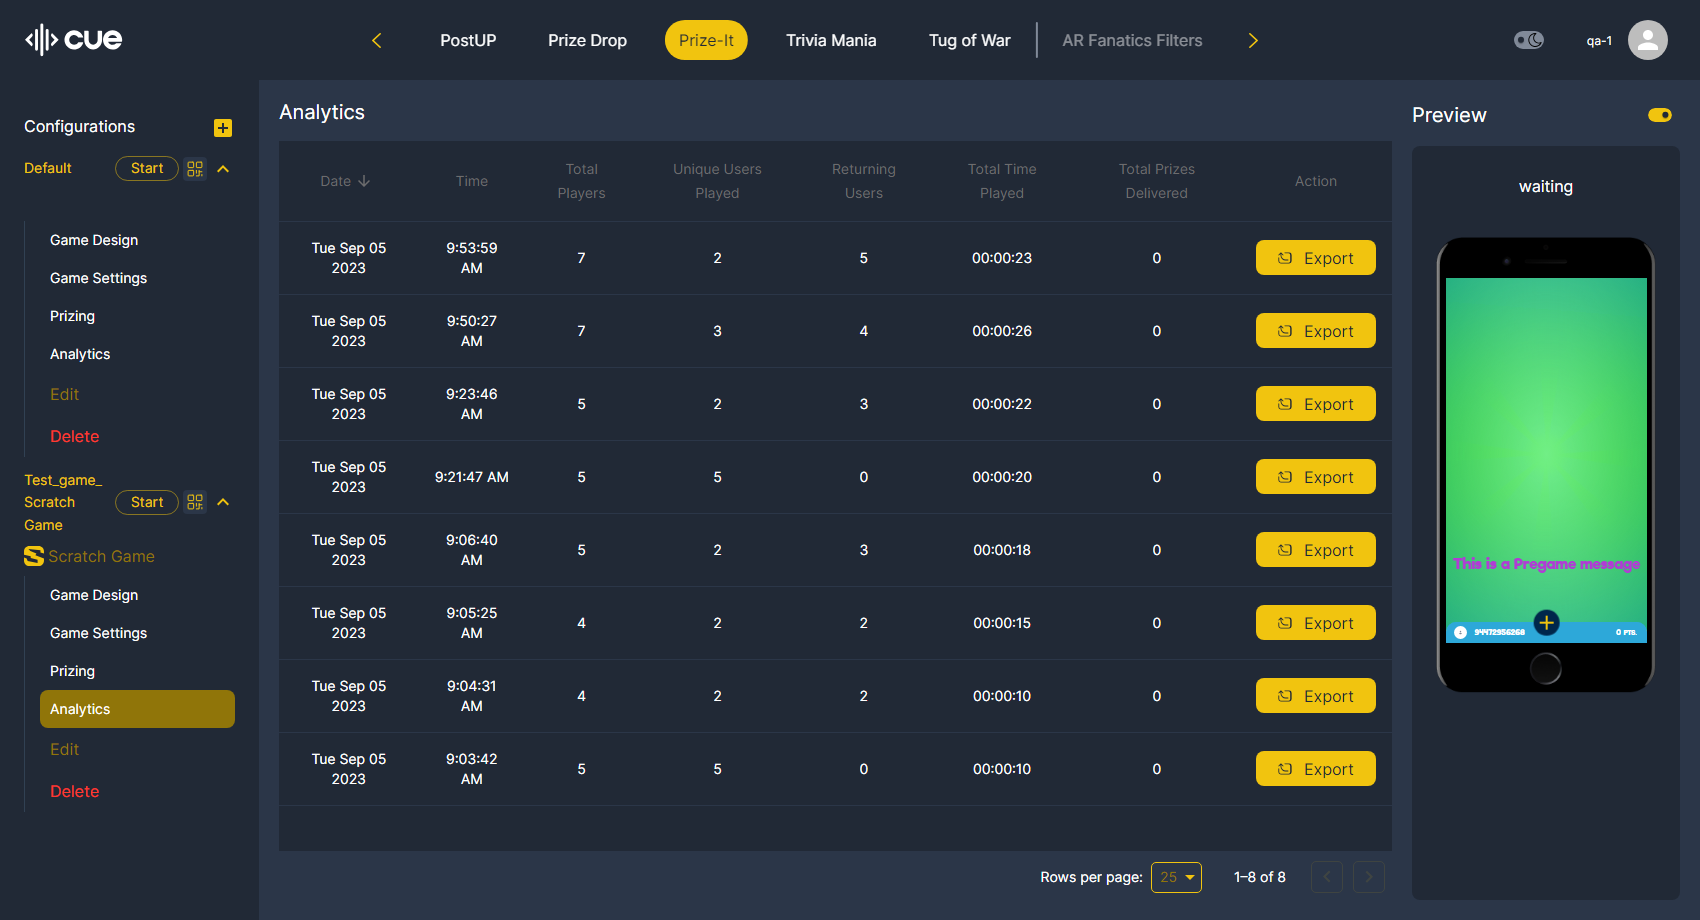 cue
PostUP
Prize Drop
Prize-It
Trivia Mania
Tug of War
AR Fanatics Filters
qa-1
Configurations
Default
Start
Game Design
Game Settings
Prizing
Analytics
Edit
Delete
Test_game_
Scratch
Game
Start
Scratch Game
Game Design
Game Settings
Prizing
Analytics
Edit
Delete
Analytics
Date Time Total Players Unique Users Played Returning Users Total Time Played Total Prizes Delivered Action
Tue Sep 05 2023 9:53:59 AM 7 2 5 00:00:23 0 Export
Tue Sep 05 2023 9:50:27 AM 7 3 4 00:00:26 0 Export
Tue Sep 05 2023 9:23:46 AM 5 2 3 00:00:22 0 Export
Tue Sep 05 2023 9:21:47 AM 5 5 0 00:00:20 0 Export
Tue Sep 05 2023 9:06:40 AM 5 2 3 00:00:18 0 Export
Tue Sep 05 2023 9:05:25 AM 4 2 2 00:00:15 0 Export
Tue Sep 05 2023 9:04:31 AM 4 2 2 00:00:10 0 Export
Tue Sep 05 2023 9:03:42 AM 5 5 0 00:00:10 0 Export
Rows per page: 25 1–8 of 8
Preview
waiting
This is a Pregame message
94172956268 0 PTS.